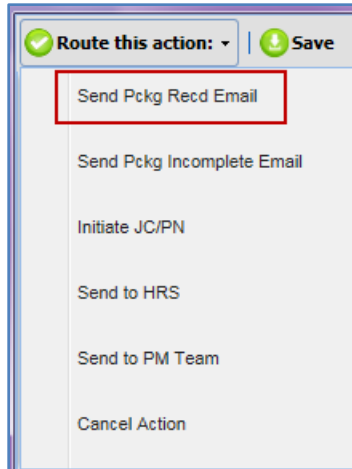 Route this action: Save
Send Pckg Recd Email
Send Pckg Incomplete Email
Initiate JC/PN
Send to HRS
Send to PM Team
Cancel Action